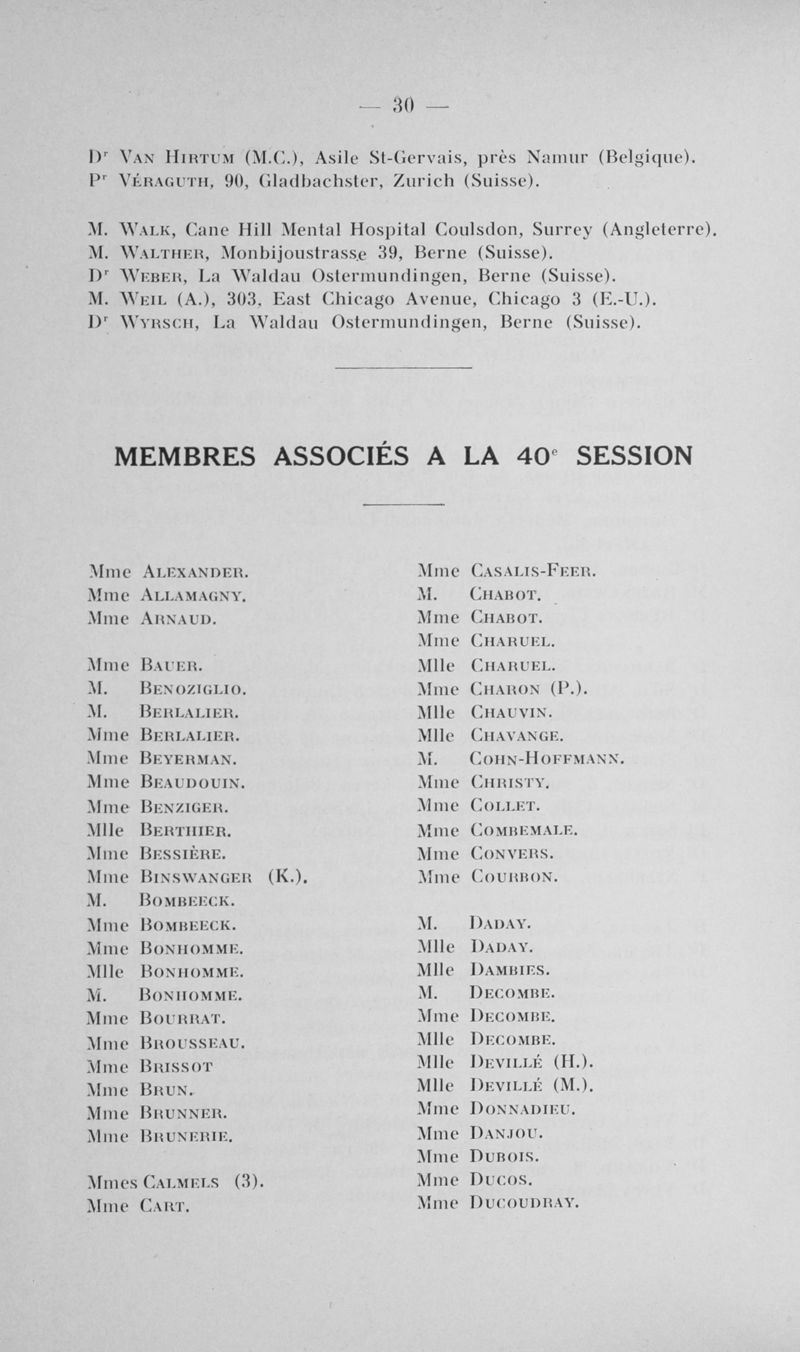 — 30 —
Dr VAN HIRTUM (M.C.), Asile St-Gervais, près Namur (Belgique).
Pr VÉRAGUTH, 90, Gladbachster, Zurich (Suisse).
M. WALK, Cane Hill Mental Hospital Coulsdon, Surrey (Angleterre).
M. WALTHER, Monbijoustrasse 39, Berne (Suisse).
Dr WEBER, La Waldau Ostermundingen, Berne (Suisse).
M. WEIL (A.), 303, East Chicago Avenue, Chicago 3 (E.-U.).
Dr WYRSCH, La Waldau Ostermundingen, Berne (Suisse).
MEMBRES ASSOCIÉS A LA 40e SESSION
Mme ALEXANDER.
Mme ALLAMAGNY.
Mme ARNAUD.
Mme BAUER.
M. BENOZIGLIO.
M. BERLALIER.
Mme BERLALIER.
Mme BEYERMAN.
Mme BEAUDOUIN.
Mme BENZIGER.
Mlle BERTHIER.
Mme BESSIÈRE.
Mme BINSWANGER (K.).
M. BOMBEECK.
Mme BOMBEECK.
Mme BONHOMME.
Mlle BONHOMME.
M. BONHOMME.
Mme BOURRAT.
Mme BROUSSEAU.
Mme BRISSOT
Mme BRUN.
Mme BRUNNER.
Mme BRUNERIE.
Mmes CALMELS (3).
Mme CART.
Mme CASALIS-FEER.
M. CHABOT.
Mme CHABOT.
Mme CHARUEL.
Mlle CHARUEL.
Mme CHARON (P.).
Mlle CHAUVIN.
Mlle CHAVANGE.
M. COHN-HOFFMANN.
Mme CHRISTY.
Mme COLLET.
Mme COMBEMALE.
Mme CONVERS.
Mme COURBON.
M. DADAY.
Mlle DADAY.
Mlle DAMBIES.
M. DECOMBE.
Mme DECOMBE.
Mlle DECOMBE.
Mlle DEVILLÉ (H.).
Mlle DEVILLÉ (M.).
Mme DONNADIEU.
Mme DANJOU.
Mme DUBOIS.
Mme DUCOS.
Mme DUCOUDRAY.